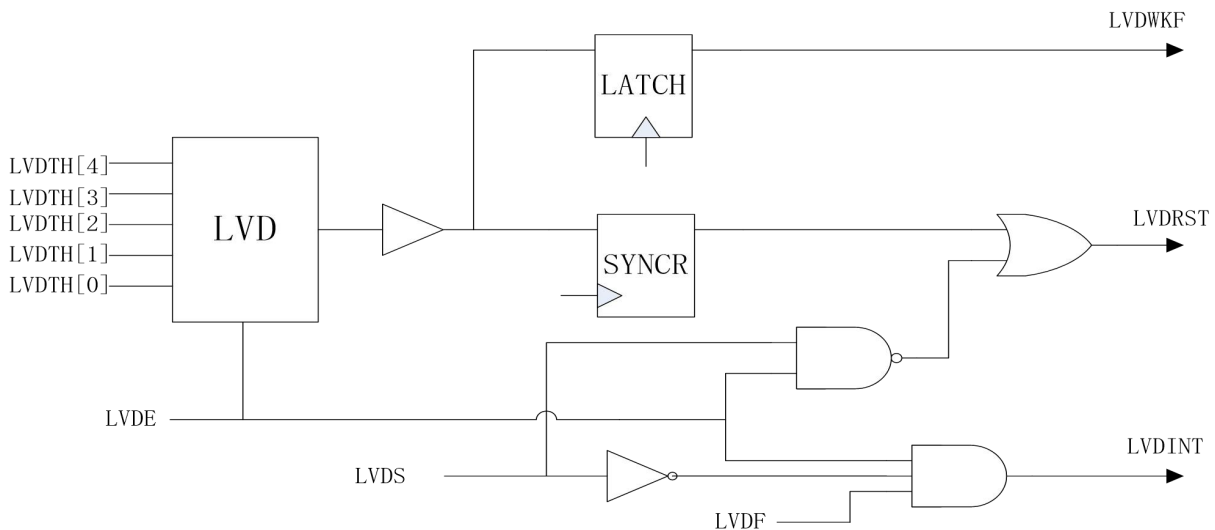 LVDWKF
LATCH
LVDTH[4]
LVDTH[3]
LVDTH[2]
LVDTH[1]
LVDTH[0]
LVD
LVDRST
SYNCR
LVDE
LVDS
LVDINT
LVDF